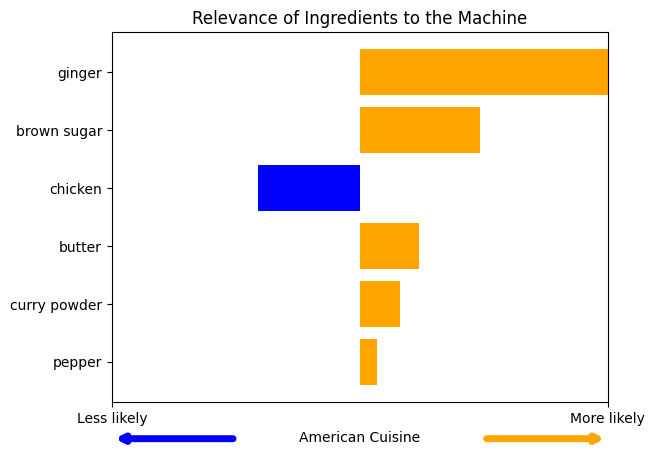 Relevance of Ingredients to the Machine
ginger
brown sugar
chicken
butter
curry powder
pepper
Less likely
More likely
American Cuisine